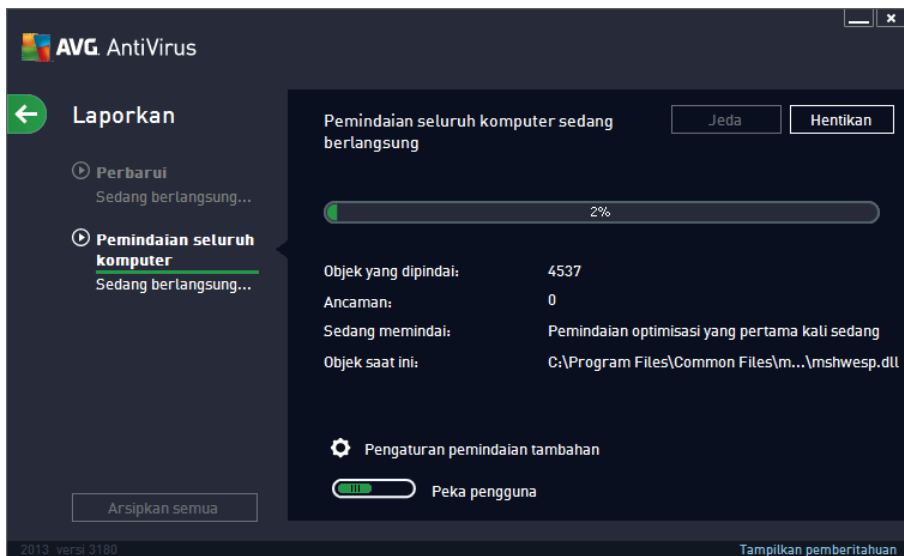 AVG. AntiVirus
Laporkan
Perbarui
Sedang berlangsung...
Pemindaian seluruh
komputer
Sedang berlangsung...
Arsipkan semua
Pemindaian seluruh komputer sedang
berlangsung
Jeda
Hentikan
2%
Objek yang dipindai: 4537
Ancaman: 0
Sedang memindai: Pemindaian optimisasi yang pertama kali sedang
Objek saat ini: C:\Program Files\Common Files\m...\mshwesp.dll
Pengaturan pemindaian tambahan
Peka pengguna
2013 versi 3180
Tampilkan pemberitahuan